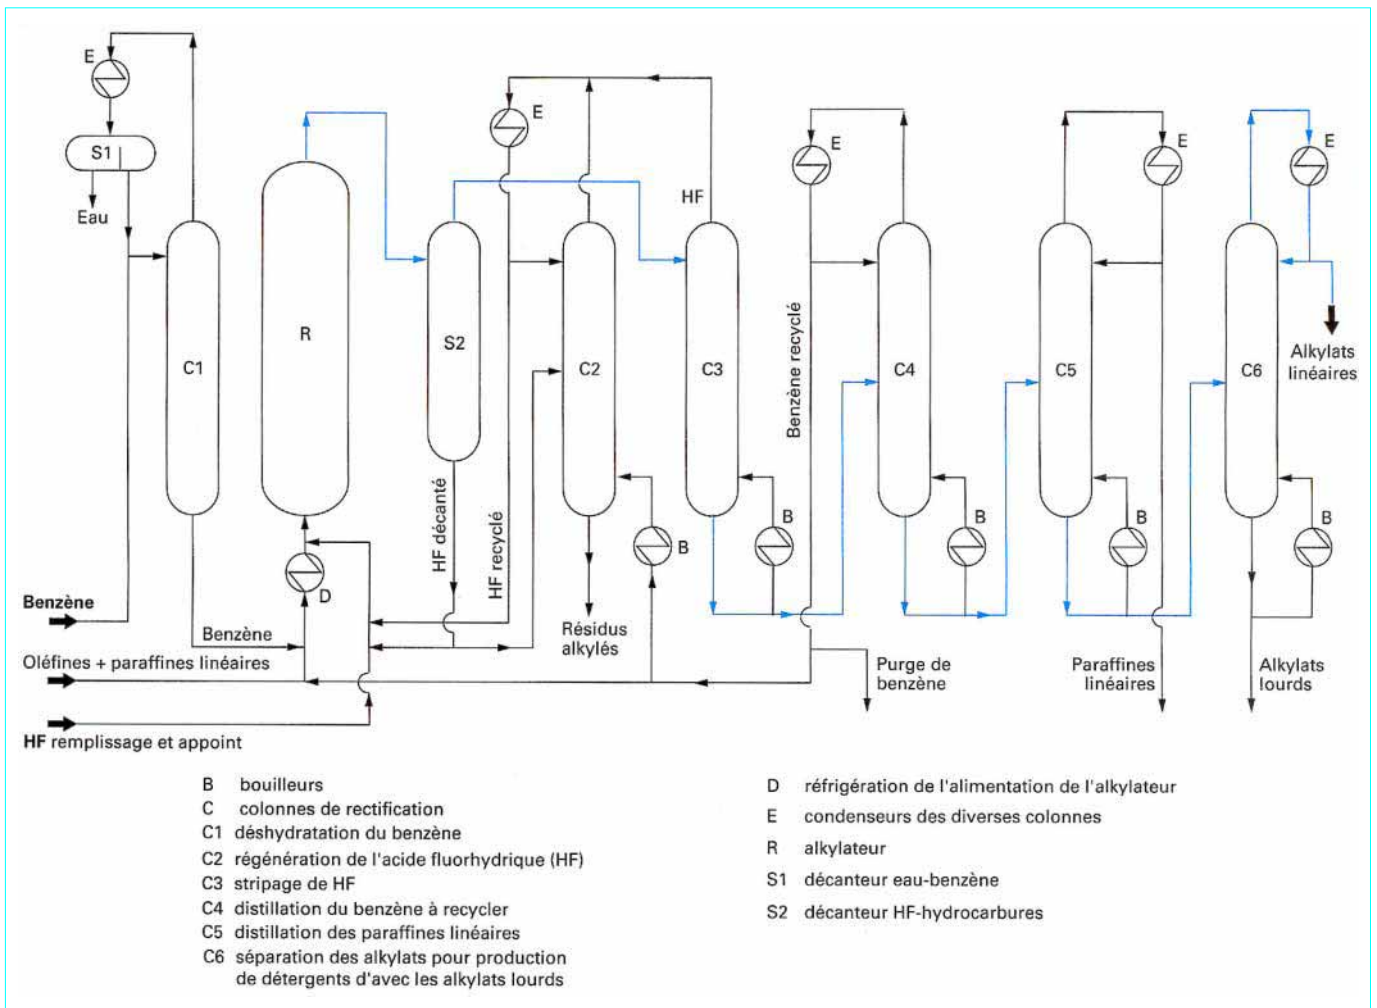 E
S1
Eau
C1
R
S2
E
C2
HF
C3
E
C4
E
C5
E
C6
Alkylats
linéaires
Benzène recyclé
HF décanté
HF recyclé
D
B
B
B
B
B
Benzène
Benzène
Oléfines + paraffines linéaires
HF remplissage et appoint
Résidus
alkylés
Purge de
benzène
Paraffines
linéaires
Alkylats
lourds
B bouilleurs
C colonnes de rectification
C1 déshydratation du benzène
C2 régénération de l'acide fluorhydrique (HF)
C3 stripage de HF
C4 distillation du benzène à recycler
C5 distillation des paraffines linéaires
C6 séparation des alkylats pour production
de détergents d'avec les alkylats lourds
D réfrigération de l'alimentation de l'alkylateur
E condenseurs des diverses colonnes
R alkylateur
S1 décanteur eau-benzène
S2 décanteur HF-hydrocarbures